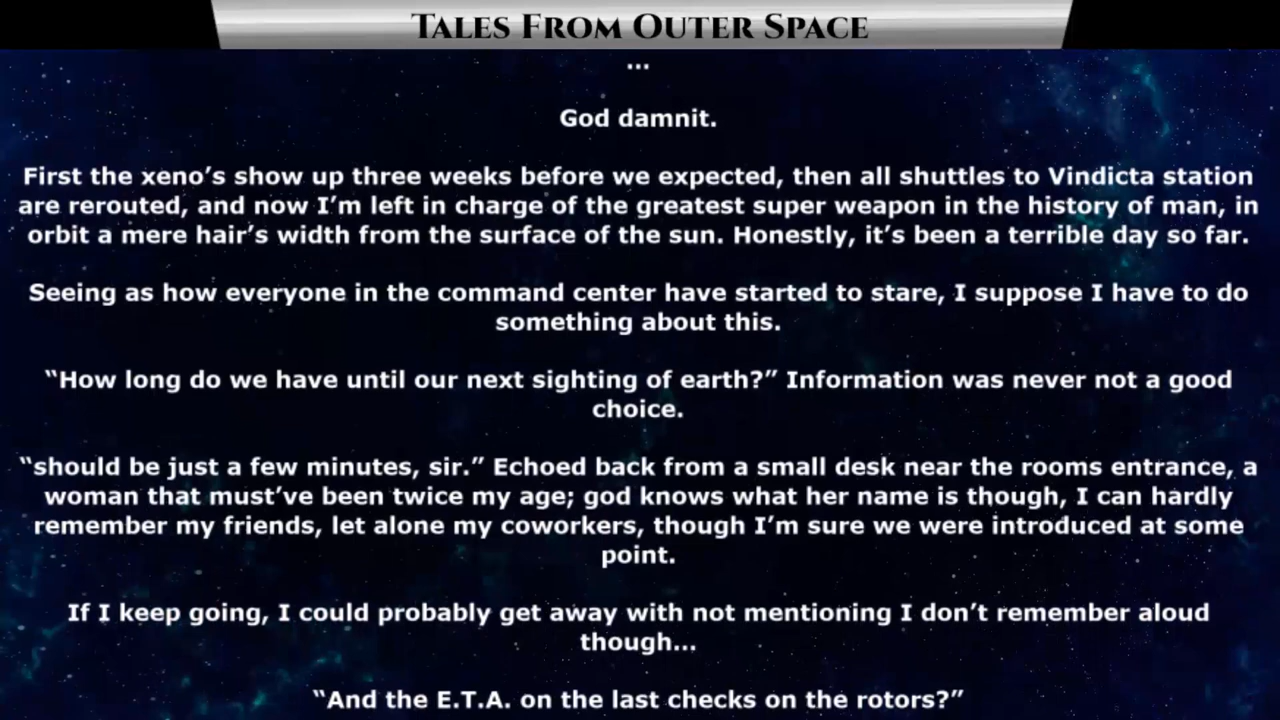 TALES FROM OUTER SPACE
...
God damnit.
First the xeno’s show up three weeks before we expected, then all shuttles to Vindicta station
are rerouted, and now I’m left in charge of the greatest super weapon in the history of man, in
orbit a mere hair’s width from the surface of the sun. Honestly, it’s been a terrible day so far.
Seeing as how everyone in the command center have started to stare, I suppose I have to do
something about this.
“How long do we have until our next sighting of earth?” Information was never not a good
choice.
“should be just a few minutes, sir.” Echoed back from a small desk near the rooms entrance, a
woman that must’ve been twice my age; god knows what her name is though, I can hardly
remember my friends, let alone my coworkers, though I’m sure we were introduced at some
point.
If I keep going, I could probably get away with not mentioning I don’t remember aloud
though...
“And the E.T.A. on the last checks on the rotors?”